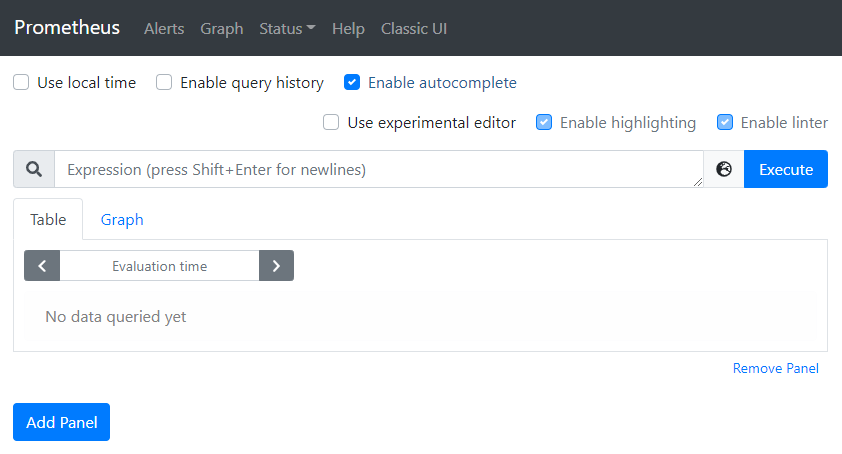 Prometheus Alerts Graph Status Help Classic UI
Use local time Enable query history Enable autocomplete
Use experimental editor Enable highlighting Enable linter
Expression (press Shift+Enter for newlines) Execute
Table Graph
Evaluation time
No data queried yet
Remove Panel
Add Panel